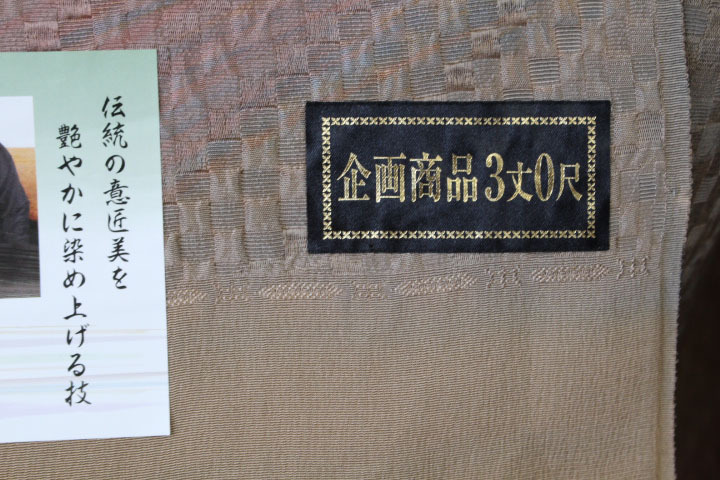 伝統の意匠美を
艶やかに染め上げる技
企画商品3丈0尺